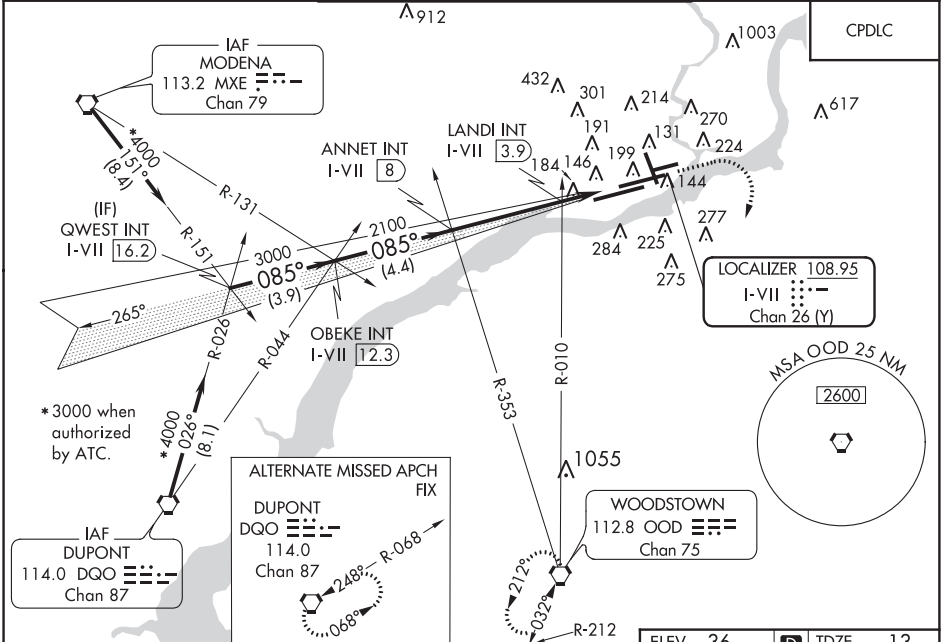 912
1003
CPDLC
IAF
MODENA
113.2 MXE
Chan 79
432
301
214
270
617
191
131
224
LANDI INT
I-VII 3.9
ANNET INT
I-VII 8
184
146
199
144
*4000
151°
(8.4)
R-131
(IF)
QWEST INT
I-VII 16.2
R-151
3000
085°
(3.9)
2100
085°
(4.4)
284
225
277
275
265°
LOCALIZER 108.95
I-VII
Chan 26 (Y)
OBEKE INT
I-VII 12.3
R-026
R-044
R-353
R-010
MSA OOD 25 NM
2600
*3000 when
authorized
by ATC.
*4000
026°
(8.1)
1055
ALTERNATE MISSED APCH
FIX
DUPONT
DQO
114.0
Chan 87
R-068
248°
068°
WOODSTOWN
112.8 OOD
Chan 75
IAF
DUPONT
114.0 DQO
Chan 87
212°
032°
R-212
ELEV 36
D
TDZE 12